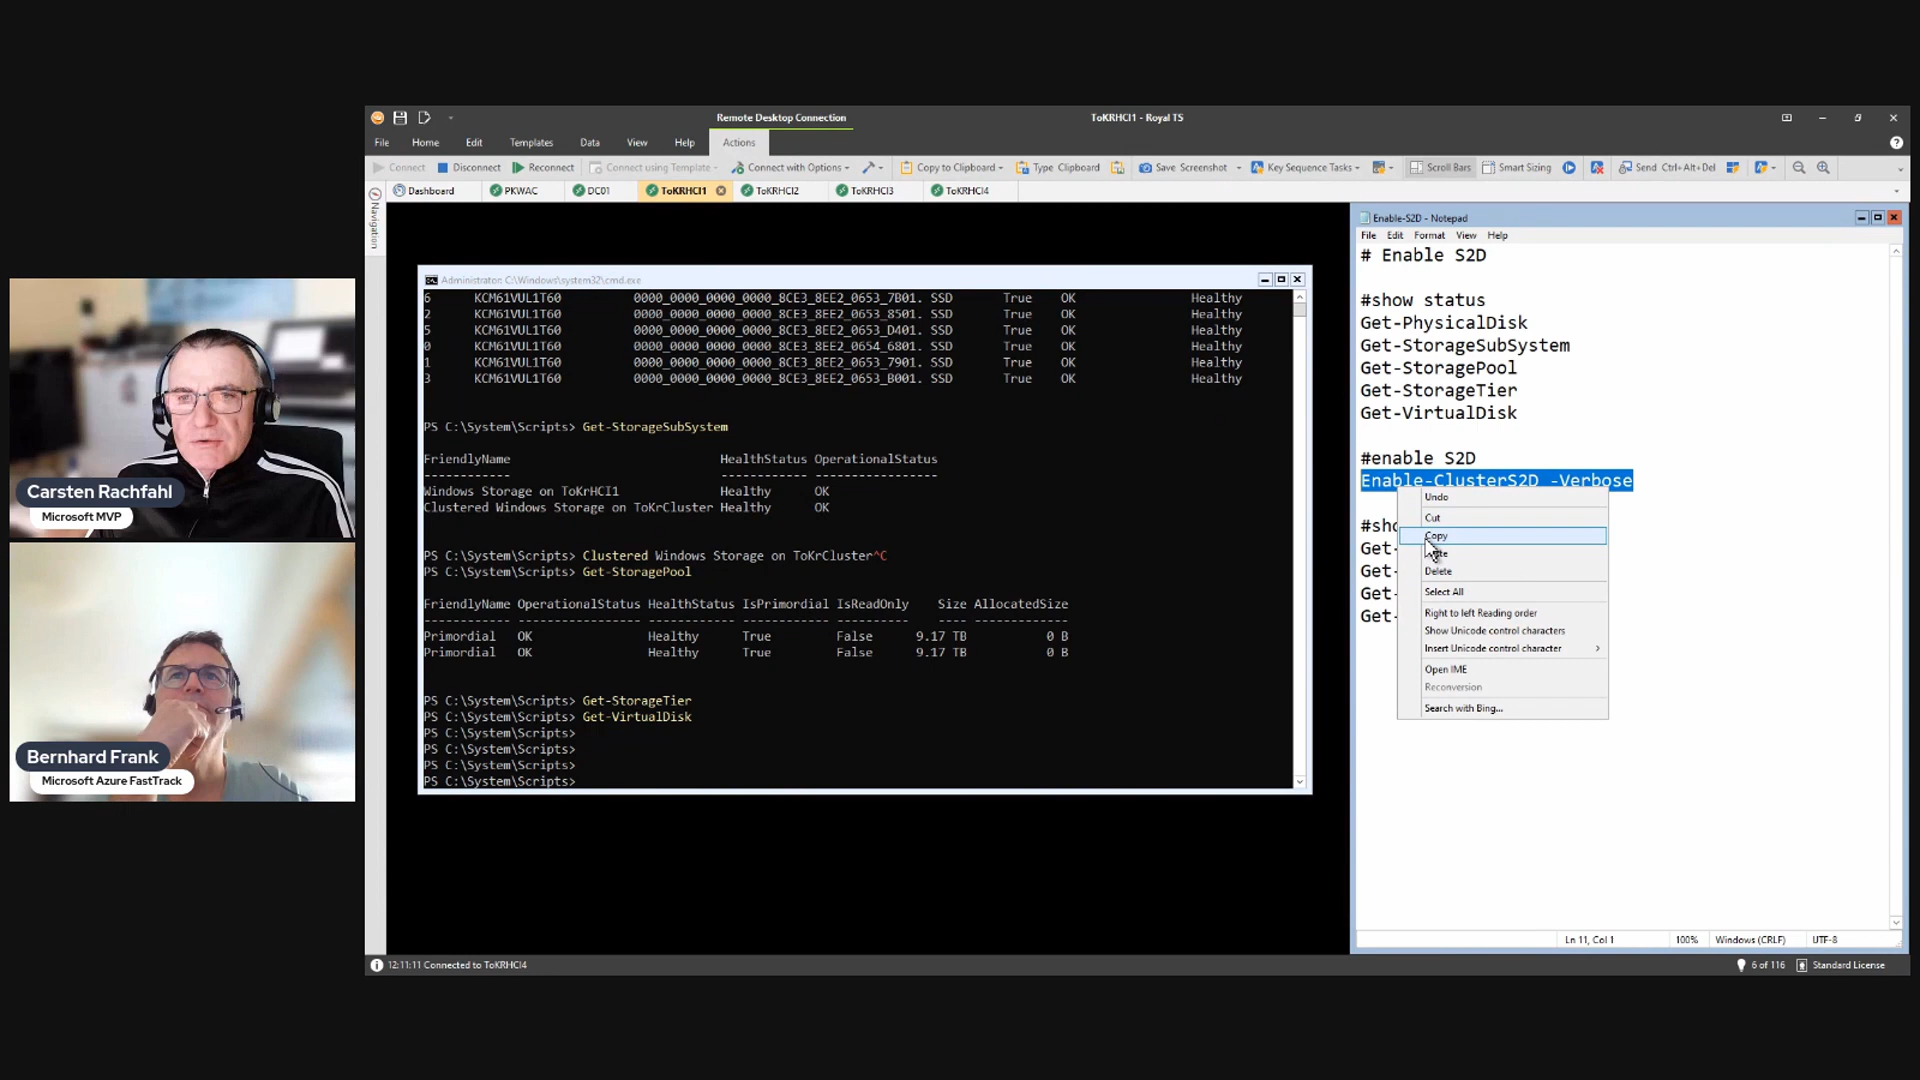 Remote Desktop Connection
ToKRHCI1 - Royal TS
File Home Edit Templates Data View Help Actions
Connect Disconnect Reconnect Connect using Template Connect with Options Copy to Clipboard Type Clipboard Save Screenshot Key Sequence Tasks Scroll Bars Smart Sizing Send Ctrl+Alt+Del
Dashboard PKWAC DC01 ToKRHCI1 ToKRHCI2 ToKRHCI3 ToKRHCI4
Navigation
Administrator: C:\Windows\system32\cmd.exe
6 KCM61VUL1T60 0000_0000_0000_0000_8CE3_8EE2_0653_7B01. SSD True OK Healthy
2 KCM61VUL1T60 0000_0000_0000_0000_8CE3_8EE2_0653_8501. SSD True OK Healthy
5 KCM61VUL1T60 0000_0000_0000_0000_8CE3_8EE2_0653_D401. SSD True OK Healthy
0 KCM61VUL1T60 0000_0000_0000_0000_8CE3_8EE2_0654_6801. SSD True OK Healthy
1 KCM61VUL1T60 0000_0000_0000_0000_8CE3_8EE2_0653_7901. SSD True OK Healthy
3 KCM61VUL1T60 0000_0000_0000_0000_8CE3_8EE2_0653_B001. SSD True OK Healthy
PS C:\System\Scripts> Get-StorageSubSystem
FriendlyName HealthStatus OperationalStatus
------------ ------------ -----------------
Windows Storage on ToKrHCI1 Healthy OK
Clustered Windows Storage on ToKrCluster Healthy OK
PS C:\System\Scripts> Clustered Windows Storage on ToKrCluster^C
PS C:\System\Scripts> Get-StoragePool
FriendlyName OperationalStatus HealthStatus IsPrimordial IsReadOnly Size AllocatedSize
------------ ----------------- ------------ ------------ ---------- ---- -------------
Primordial OK Healthy True False 9.17 TB 0 B
Primordial OK Healthy True False 9.17 TB 0 B
PS C:\System\Scripts> Get-StorageTier
PS C:\System\Scripts> Get-VirtualDisk
PS C:\System\Scripts>
PS C:\System\Scripts>
PS C:\System\Scripts>
PS C:\System\Scripts>
Enable-S2D - Notepad
File Edit Format View Help
# Enable S2D
#show status
Get-PhysicalDisk
Get-StorageSubSystem
Get-StoragePool
Get-StorageTier
Get-VirtualDisk
#enable S2D
Enable-ClusterS2D -Verbose
#sho
Get-
Get-
Get-
Get-
Undo
Cut
Copy
Delete
Select All
Right to left Reading order
Show Unicode control characters
Insert Unicode control character
Open IME
Reconversion
Search with Bing...
Ln 11, Col 1 100% Windows (CRLF) UTF-8
12:11:11 Connected to ToKRHCI4
6 of 116 Standard License
Carsten Rachfahl
Microsoft MVP
Bernhard Frank
Microsoft Azure FastTrack